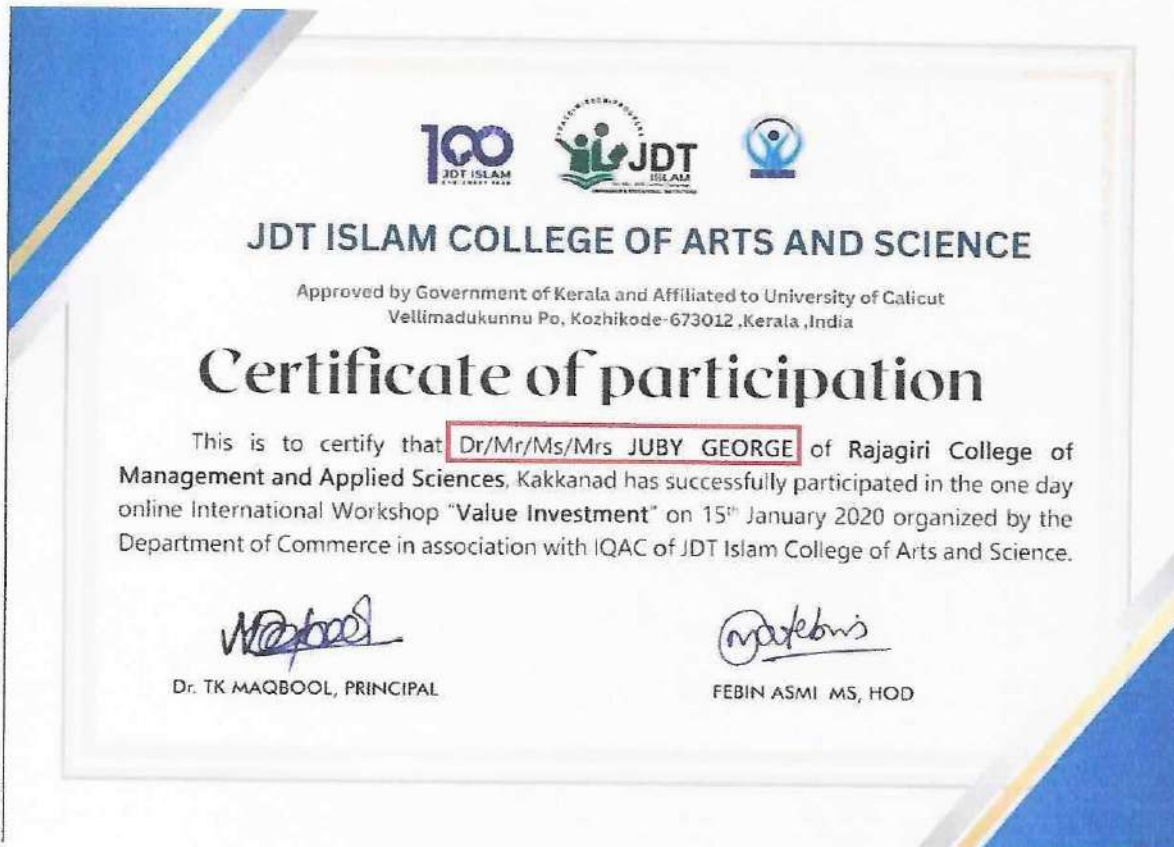 100
JDT ISLAM
JDT
ISLAM
JDT ISLAM COLLEGE OF ARTS AND SCIENCE
Approved by Government of Kerala and Affiliated to University of Calicut
Vellimadukunnu Po, Kozhikode-673012 ,Kerala ,India
Certificate of participation
This is to certify that Dr/Mr/Ms/Mrs JUBY GEORGE of Rajagiri College of
Management and Applied Sciences, Kakkanad has successfully participated in the one day
online International Workshop "Value Investment" on 15th January 2020 organized by the
Department of Commerce in association with IQAC of JDT Islam College of Arts and Science.
Dr. TK MAQBOOL, PRINCIPAL
FEBIN ASMI MS, HOD